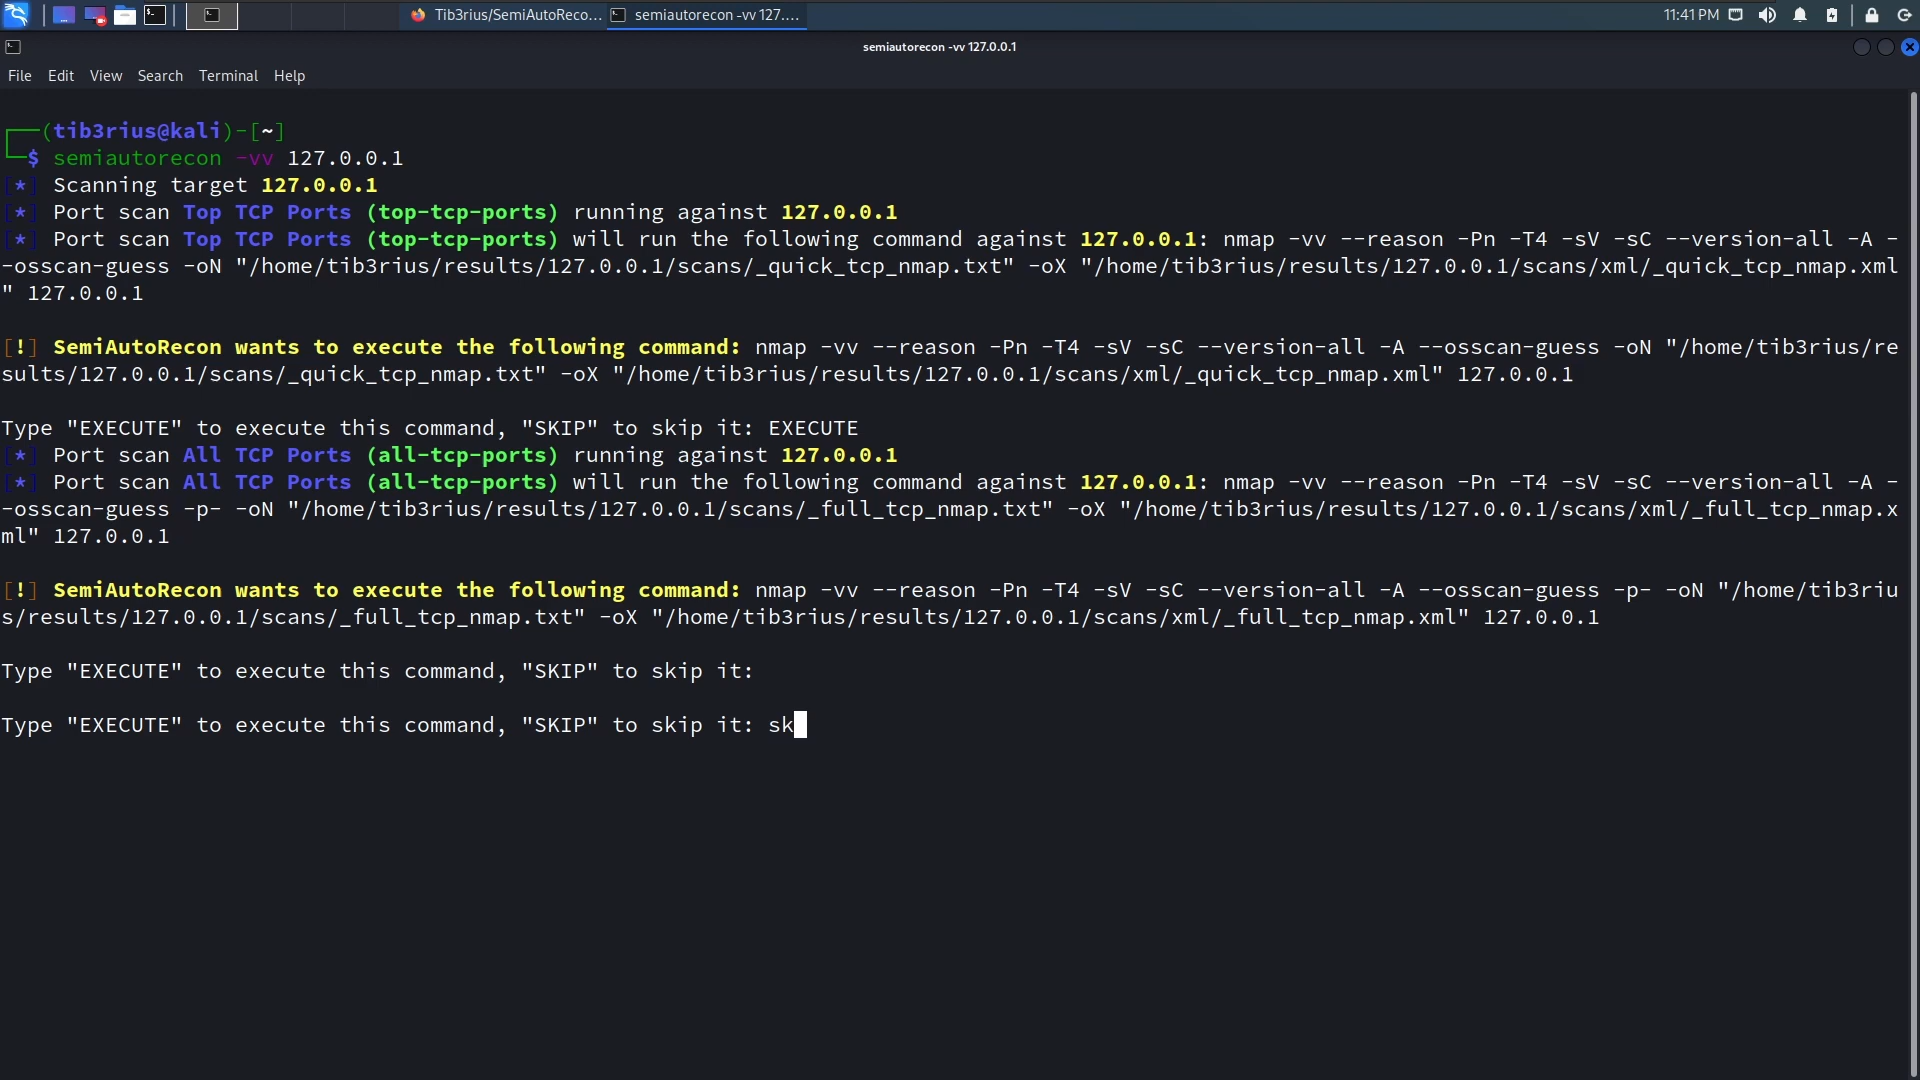 Tib3rius/SemiAutoReco... semiautorecon -vv 127.... 11:41 PM
semiautorecon -vv 127.0.0.1
File Edit View Search Terminal Help
┌──(tib3rius@kali)-[~]
└─$ semiautorecon -vv 127.0.0.1
[*] Scanning target 127.0.0.1
[*] Port scan Top TCP Ports (top-tcp-ports) running against 127.0.0.1
[*] Port scan Top TCP Ports (top-tcp-ports) will run the following command against 127.0.0.1: nmap -vv --reason -Pn -T4 -sV -sC --version-all -A -
-osscan-guess -oN "/home/tib3rius/results/127.0.0.1/scans/_quick_tcp_nmap.txt" -oX "/home/tib3rius/results/127.0.0.1/scans/xml/_quick_tcp_nmap.xml
" 127.0.0.1
[!] SemiAutoRecon wants to execute the following command: nmap -vv --reason -Pn -T4 -sV -sC --version-all -A --osscan-guess -oN "/home/tib3rius/re
sults/127.0.0.1/scans/_quick_tcp_nmap.txt" -oX "/home/tib3rius/results/127.0.0.1/scans/xml/_quick_tcp_nmap.xml" 127.0.0.1
Type "EXECUTE" to execute this command, "SKIP" to skip it: EXECUTE
[*] Port scan All TCP Ports (all-tcp-ports) running against 127.0.0.1
[*] Port scan All TCP Ports (all-tcp-ports) will run the following command against 127.0.0.1: nmap -vv --reason -Pn -T4 -sV -sC --version-all -A -
-osscan-guess -p- -oN "/home/tib3rius/results/127.0.0.1/scans/_full_tcp_nmap.txt" -oX "/home/tib3rius/results/127.0.0.1/scans/xml/_full_tcp_nmap.x
ml" 127.0.0.1
[!] SemiAutoRecon wants to execute the following command: nmap -vv --reason -Pn -T4 -sV -sC --version-all -A --osscan-guess -p- -oN "/home/tib3riu
s/results/127.0.0.1/scans/_full_tcp_nmap.txt" -oX "/home/tib3rius/results/127.0.0.1/scans/xml/_full_tcp_nmap.xml" 127.0.0.1
Type "EXECUTE" to execute this command, "SKIP" to skip it:
Type "EXECUTE" to execute this command, "SKIP" to skip it: sk